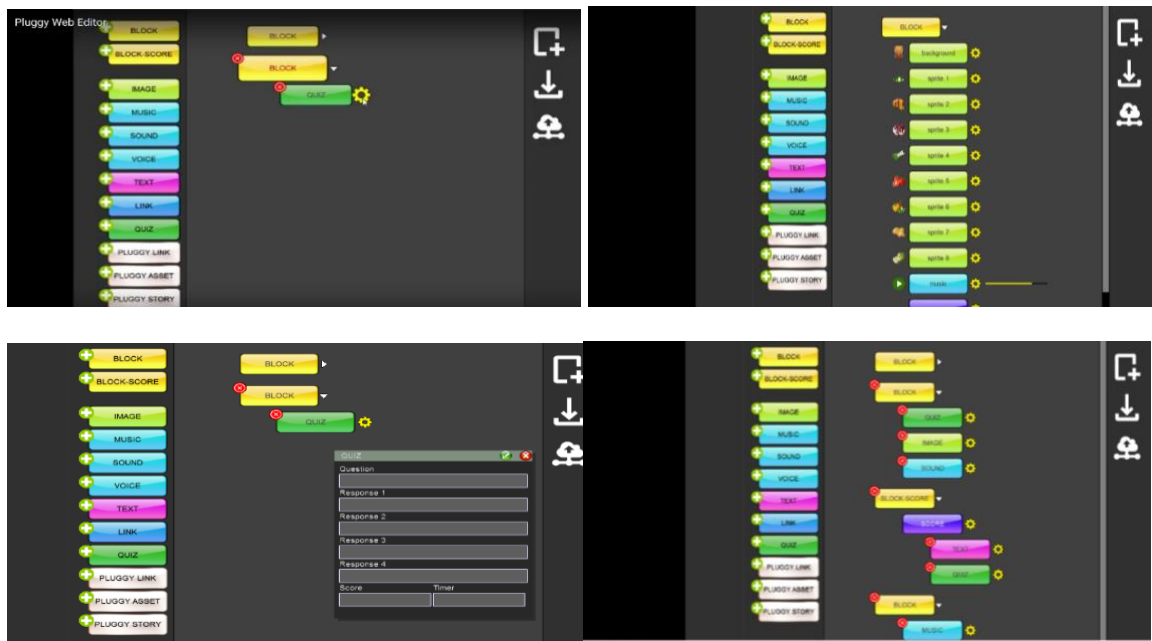 Pluggy Web Editor
BLOCK
BLOCK-SCORE
IMAGE
MUSIC
SOUND
VOICE
TEXT
LINK
QUIZ
PLUGGY LINK
PLUGGY ASSET
PLUGGY STORY
BLOCK
BLOCK
QUIZ
BLOCK
BLOCK-SCORE
IMAGE
MUSIC
SOUND
VOICE
TEXT
LINK
QUIZ
PLUGGY LINK
PLUGGY ASSET
PLUGGY STORY
BLOCK
background
sprite 1
sprite 2
sprite 3
sprite 4
sprite 5
sprite 6
sprite 7
sprite 8
music
BLOCK
BLOCK-SCORE
IMAGE
MUSIC
SOUND
VOICE
TEXT
LINK
QUIZ
PLUGGY LINK
PLUGGY ASSET
PLUGGY STORY
BLOCK
BLOCK
QUIZ
QUIZ
Question
Response 1
Response 2
Response 3
Response 4
Score Timer
BLOCK
BLOCK-SCORE
IMAGE
MUSIC
SOUND
VOICE
TEXT
LINK
QUIZ
PLUGGY LINK
PLUGGY ASSET
PLUGGY STORY
BLOCK
BLOCK
QUIZ
IMAGE
SOUND
BLOCK-SCORE
SCORE
TEXT
QUIZ
BLOCK
MUSIC